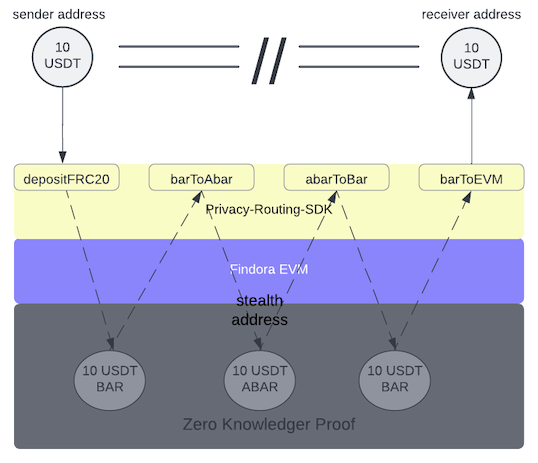 sender address
receiver address
10
USDT
10
USDT
depositFRC20
barToAbar
abarToBar
barToEVM
Privacy-Routing-SDK
Findora EVM
stealth
address
10 USDT
BAR
10 USDT
ABAR
10 USDT
BAR
Zero Knowledger Proof